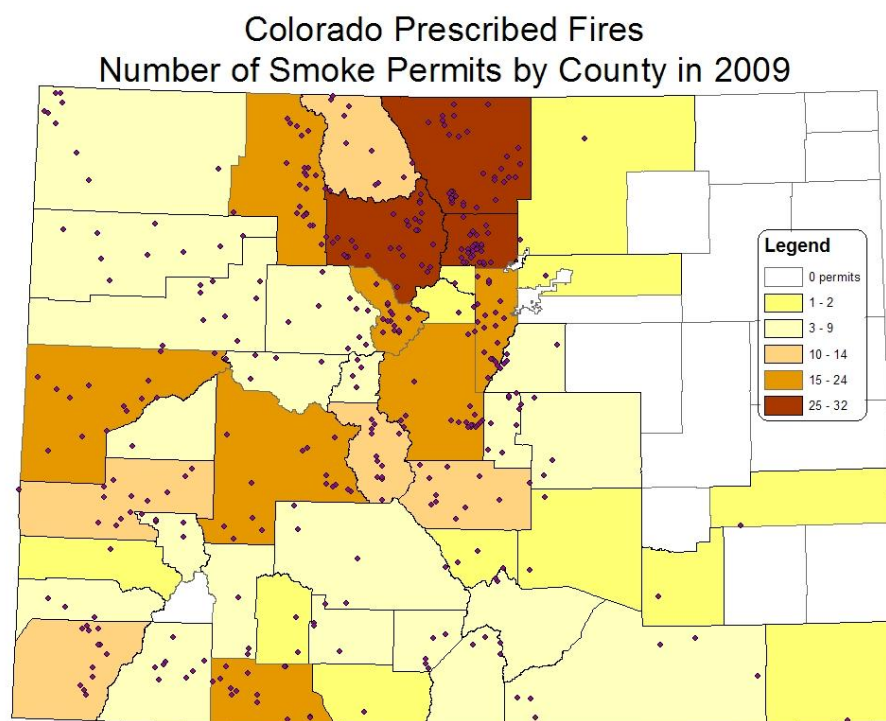 Colorado Prescribed Fires
Number of Smoke Permits by County in 2009
Legend
0 permits
1 - 2
3 - 9
10 - 14
15 - 24
25 - 32